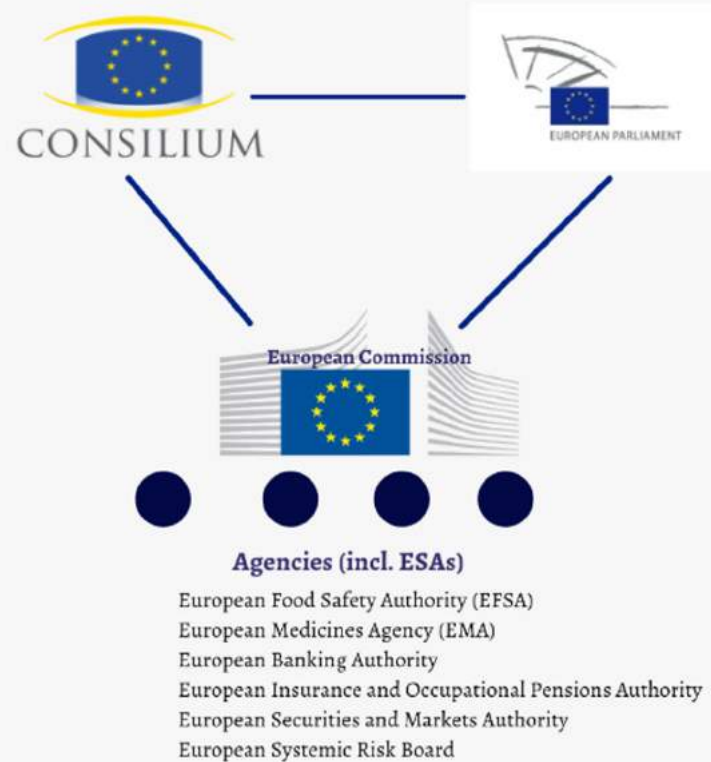 CONSILIUM
EUROPEAN PARLIAMENT
European Commission
Agencies (incl. ESAs)
European Food Safety Authority (EFSA)
European Medicines Agency (EMA)
European Banking Authority
European Insurance and Occupational Pensions Authority
European Securities and Markets Authority
European Systemic Risk Board